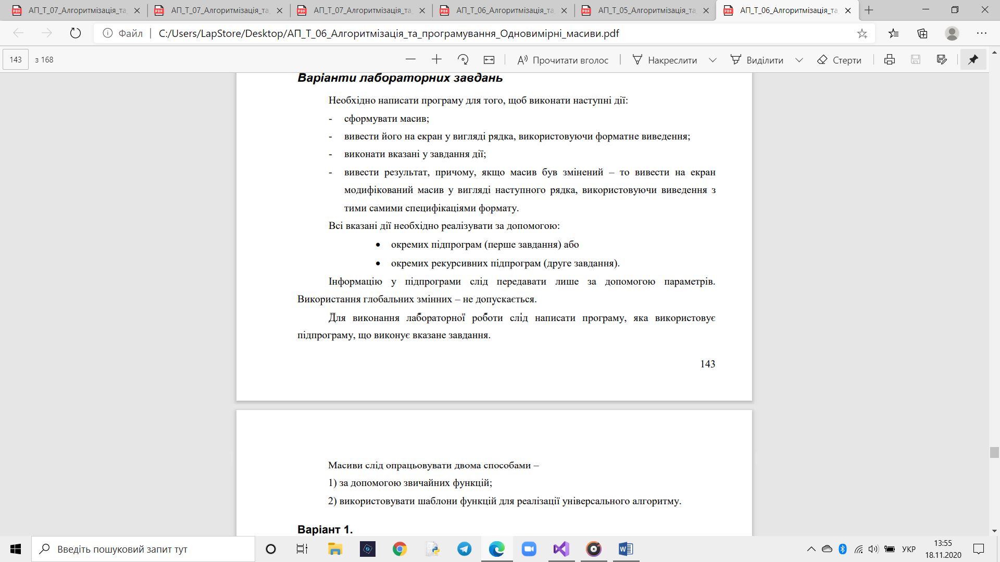 АП_Т_07_Алгоритмізація_та_
АП_Т_07_Алгоритмізація_та_
АП_Т_07_Алгоритмізація_та_
АП_Т_06_Алгоритмізація_та_
АП_Т_05_Алгоритмізація_та_
АП_Т_06_Алгоритмізація_та_
Файл | C:/Users/LapStore/Desktop/АП_Т_06_Алгоритмізація_та_програмування_Одновимірні_масиви.pdf
143 з 168 Прочитати вголос Накреслити Виділити Стерти
Варіанти лабораторних завдань
Необхідно написати програму для того, щоб виконати наступні дії:
- сформувати масив;
- вивести його на екран у вигляді рядка, використовуючи форматне виведення;
- виконати вказані у завдання дії;
- вивести результат, причому, якщо масив був змінений – то вивести на екран
модифікований масив у вигляді наступного рядка, використовуючи виведення з
тими самими специфікаціями формату.
Всі вказані дії необхідно реалізувати за допомогою:
• окремих підпрограм (перше завдання) або
• окремих рекурсивних підпрограм (друге завдання).
Інформацію у підпрограми слід передавати лише за допомогою параметрів.
Використання глобальних змінних – не допускається.
Для виконання лабораторної роботи слід написати програму, яка використовує
підпрограму, що виконує вказане завдання.
143
Масиви слід опрацьовувати двома способами –
1) за допомогою звичайних функцій;
2) використовувати шаблони функцій для реалізації універсального алгоритму.
Варіант 1.
Введіть пошуковий запит тут
УКР
13:55
18.11.2020